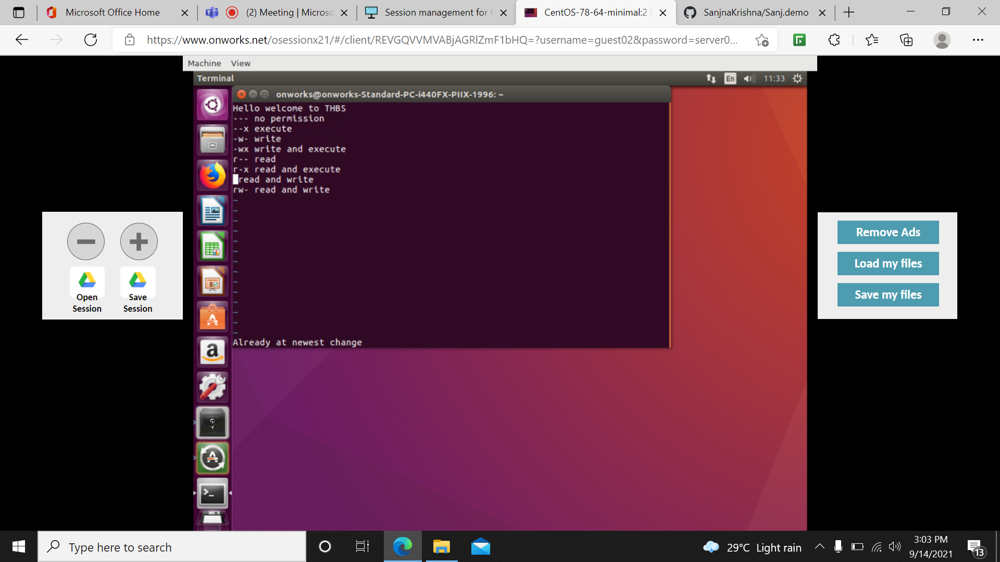 Microsoft Office Home
(2) Meeting | Microso
Session management for
CentOS-78-64-minimal:2
SanjnaKrishna/Sanj.demo
https://www.onworks.net/osessionx21/#/client/REVGQVVMVABjAGRlZmF1bHQ=?username=guest02&password=server0...
Machine View
Terminal
En
11:33
onworks@onworks-Standard-PC-i440FX-PIIX-1996: ~
Hello welcome to THBS
--- no permission
--x execute
-w- write
-wx write and execute
r-- read
r-x read and execute
read and write
rw- read and write
~
~
~
~
~
~
~
~
~
~
~
~
~
~
Already at newest change
Open Session
Save Session
Remove Ads
Load my files
Save my files
Type here to search
29°C Light rain
3:03 PM
9/14/2021
13